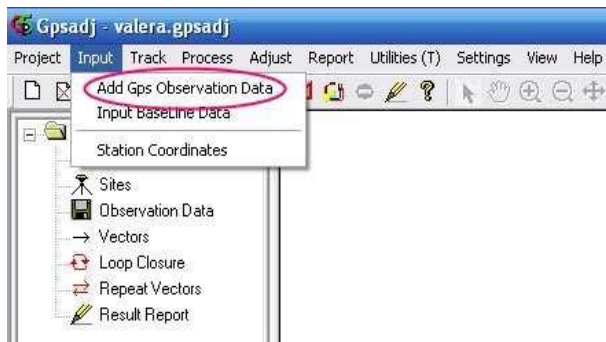 Gpsadj - valera.gpsadj
Project Input Track Process Adjust Report Utilities (T) Settings View Help
Add Gps Observation Data
Input BaseLine Data
Station Coordinates
Sites
Observation Data
Vectors
Loop Closure
Repeat Vectors
Result Report